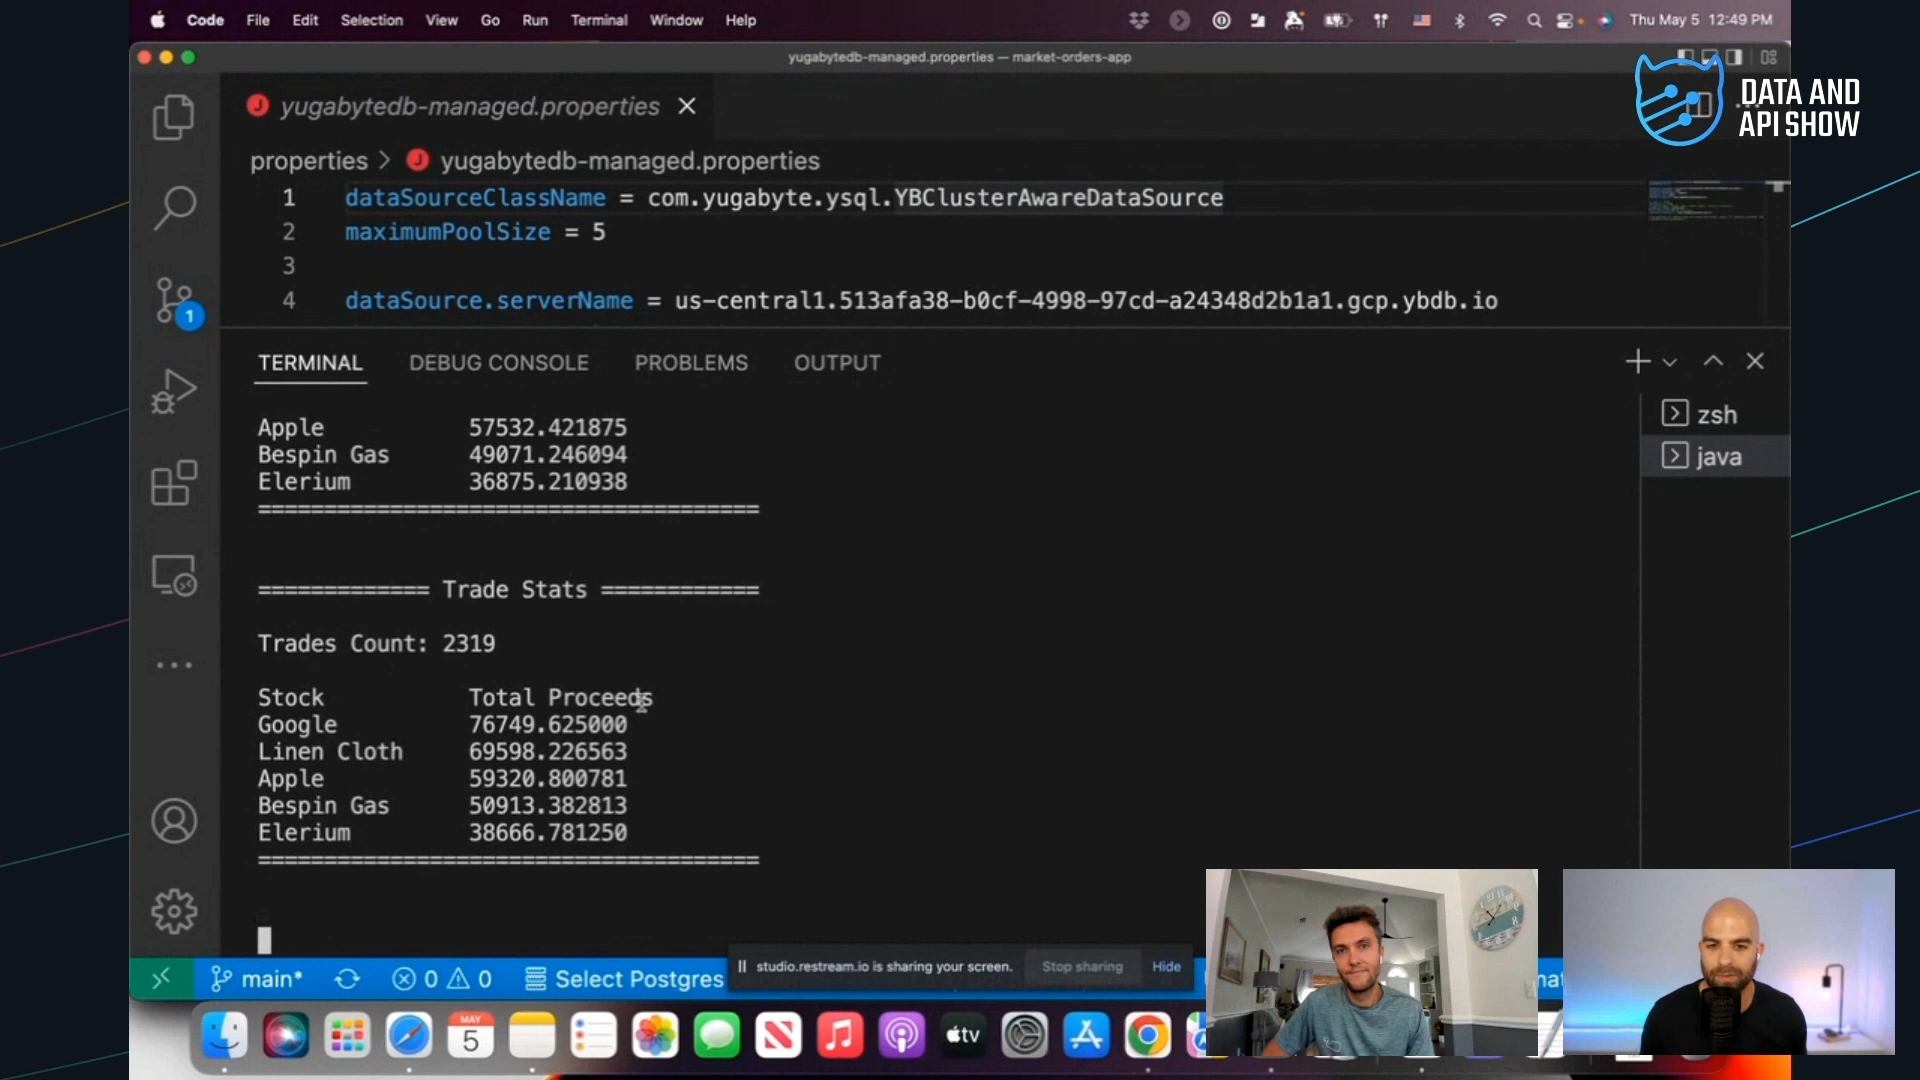 Code File Edit Selection View Go Run Terminal Window Help Thu May 5 12:49 PM
yugabytedb-managed.properties — market-orders-app
DATA AND
API SHOW
yugabytedb-managed.properties
properties > yugabytedb-managed.properties
1 dataSourceClassName = com.yugabyte.ysql.YBClusterAwareDataSource
2 maximumPoolSize = 5
3
4 dataSource.serverName = us-central1.513afa38-b0cf-4998-97cd-a24348d2b1a1.gcp.ybdb.io
1
TERMINAL DEBUG CONSOLE PROBLEMS OUTPUT
zsh
java
Apple 57532.421875
Bespin Gas 49071.246094
Elerium 36875.210938
======================================
============= Trade Stats ============
Trades Count: 2319
Stock Total Proceeds
Google 76749.625000
Linen Cloth 69598.226563
Apple 59320.800781
Bespin Gas 50913.382813
Elerium 38666.781250
======================================
studio.restream.io is sharing your screen. Stop sharing Hide
main* 0 0 Select Postgres
MAY
5
tv